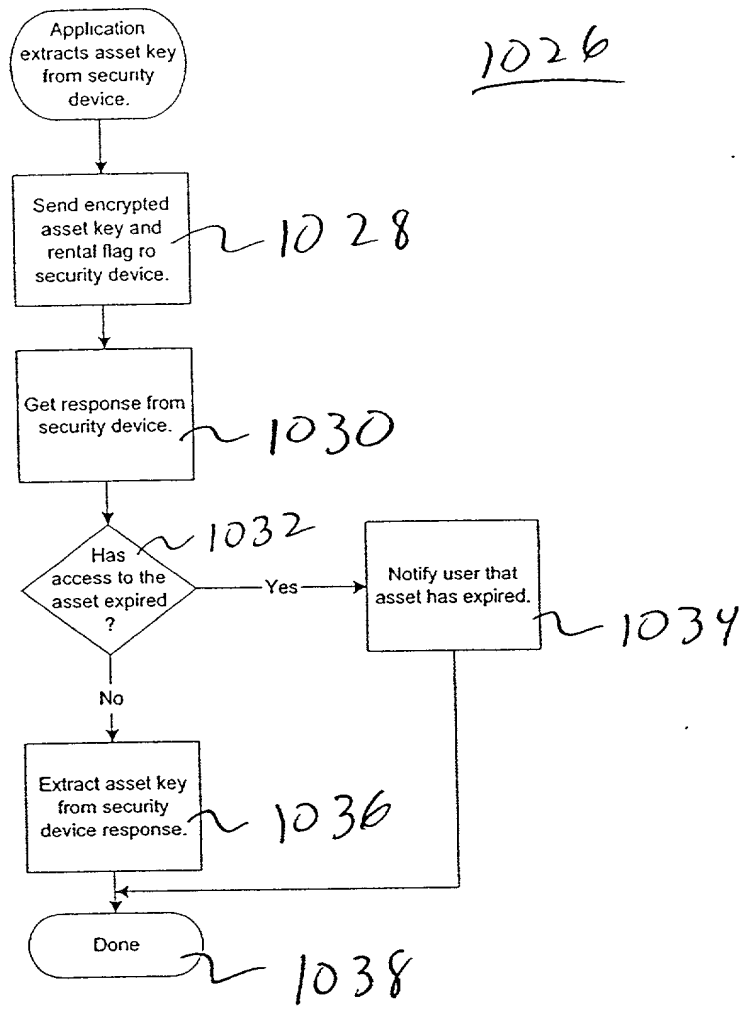 Application
extracts asset key
from security
device.
1026
Send encrypted
asset key and
rental flag ro
security device.
1028
Get response from
security device.
1030
Has
access to the
asset expired
?
1032
Yes
Notify user that
asset has expired.
1034
No
Extract asset key
from security
device response.
1036
Done
1038